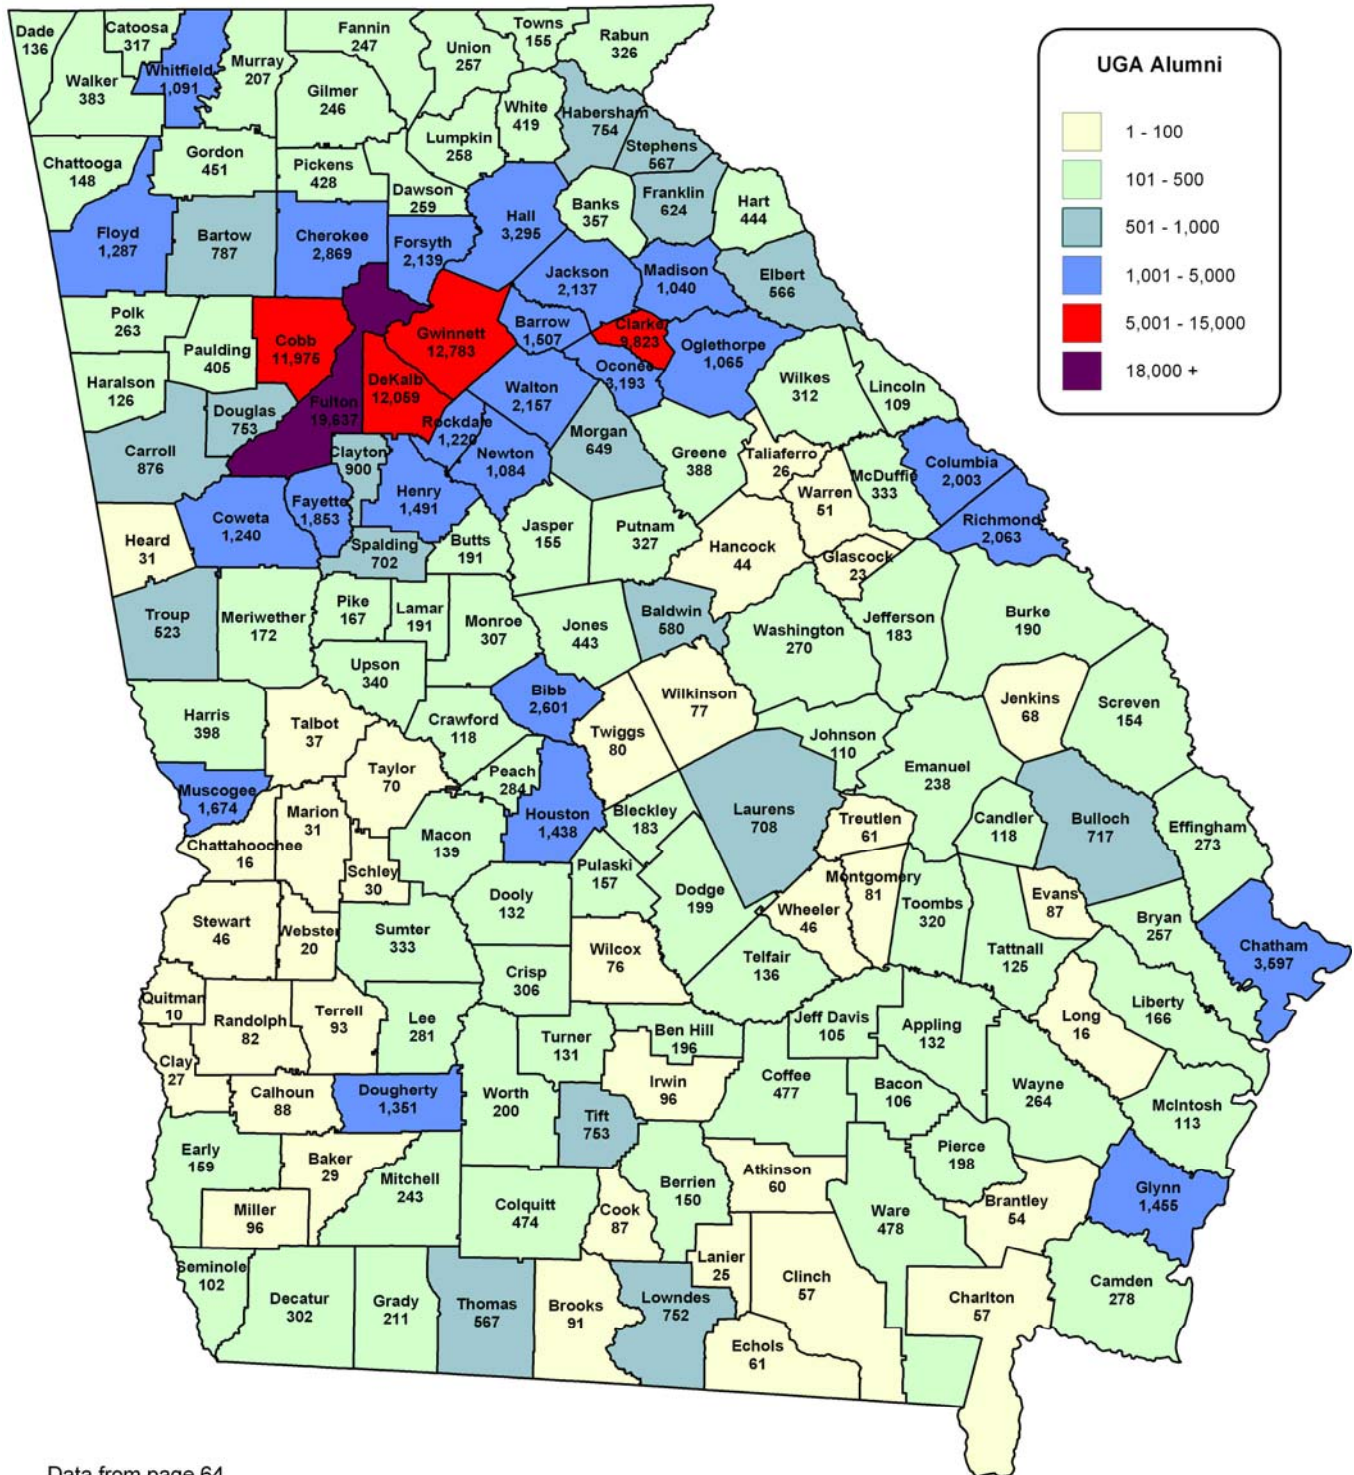 UGA Alumni
1 - 100
101 - 500
501 - 1,000
1,001 - 5,000
5,001 - 15,000
18,000 +
Dade
136
Catoosa
317
Whitfield
1,091
Walker
383
Murray
207
Fannin
247
Gilmer
246
Union
257
Towns
155
Rabun
326
White
419
Lumpkin
258
Habersham
754
Stephens
567
Chattooga
148
Gordon
451
Pickens
428
Dawson
259
Hall
3,295
Banks
357
Franklin
624
Hart
444
Floyd
1,287
Bartow
787
Cherokee
2,869
Forsyth
2,139
Jackson
2,137
Madison
1,040
Elbert
566
Polk
263
Paulding
405
Cobb
11,975
Gwinnett
12,783
Barrow
1,507
Clarke
9,823
Oglethorpe
1,065
Oconee
3,193
Haralson
126
Douglas
753
Fulton
19,637
DeKalb
12,059
Walton
2,157
Wilkes
312
Lincoln
109
Rockdale
1,220
Carroll
876
Clayton
900
Newton
1,084
Morgan
649
Greene
388
Taliaferro
26
McDuffie
333
Columbia
2,003
Coweta
1,240
Fayette
1,853
Henry
1,491
Warren
51
Richmond
2,063
Heard
31
Spalding
702
Butts
191
Jasper
155
Putnam
327
Hancock
44
Glascock
23
Troup
523
Meriwether
172
Pike
167
Lamar
191
Monroe
307
Jones
443
Baldwin
580
Washington
270
Jefferson
183
Burke
190
Upson
340
Harris
398
Talbot
37
Crawford
118
Bibb
2,601
Twiggs
80
Wilkinson
77
Johnson
110
Jenkins
68
Screven
154
Muscogee
1,674
Taylor
70
Peach
284
Houston
1,438
Bleckley
183
Laurens
708
Emanuel
238
Treutlen
61
Candler
118
Bulloch
717
Effingham
273
Chattahoochee
16
Marion
31
Macon
139
Schley
30
Pulaski
157
Dooly
132
Dodge
199
Montgomery
81
Wheeler
46
Toombs
320
Evans
87
Bryan
257
Stewart
46
Webster
20
Sumter
333
Wilcox
76
Telfair
136
Tattnall
125
Chatham
3,597
Crisp
306
Quitman
10
Randolph
82
Terrell
93
Lee
281
Turner
131
Ben Hill
196
Jeff Davis
105
Appling
132
Long
16
Liberty
166
Clay
27
Calhoun
88
Dougherty
1,351
Worth
200
Irwin
96
Tift
753
Coffee
477
Bacon
106
Wayne
264
McIntosh
113
Early
159
Baker
29
Mitchell
243
Miller
96
Colquitt
474
Cook
87
Berrien
150
Atkinson
60
Pierce
198
Ware
478
Brantley
54
Glynn
1,455
Seminole
102
Decatur
302
Grady
211
Thomas
567
Brooks
91
Lowndes
752
Lanier
25
Clinch
57
Echols
61
Charlton
57
Camden
278
Data from page 64